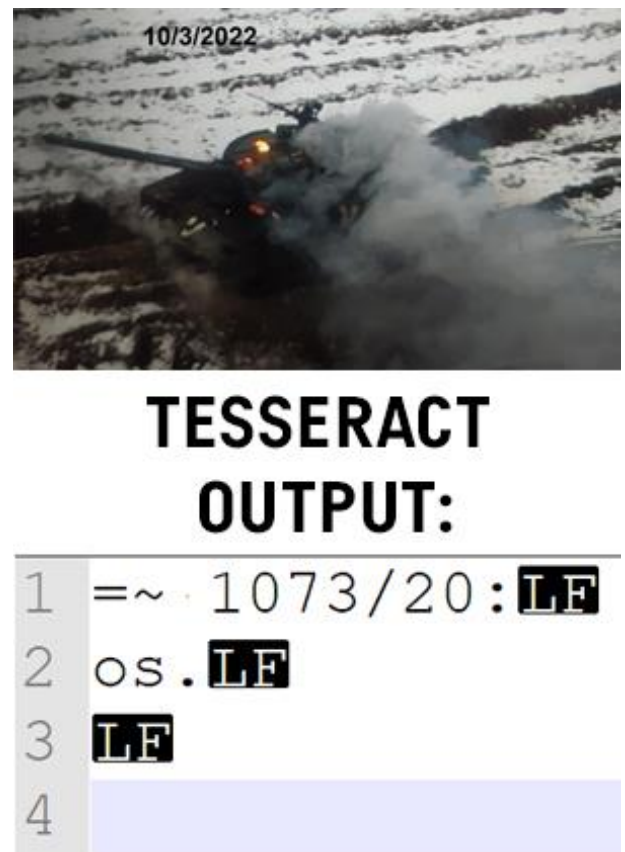 10/3/2022
TESSERACT
OUTPUT:
1 =~ 1073/20:LF
2 os.LF
3 LF
4